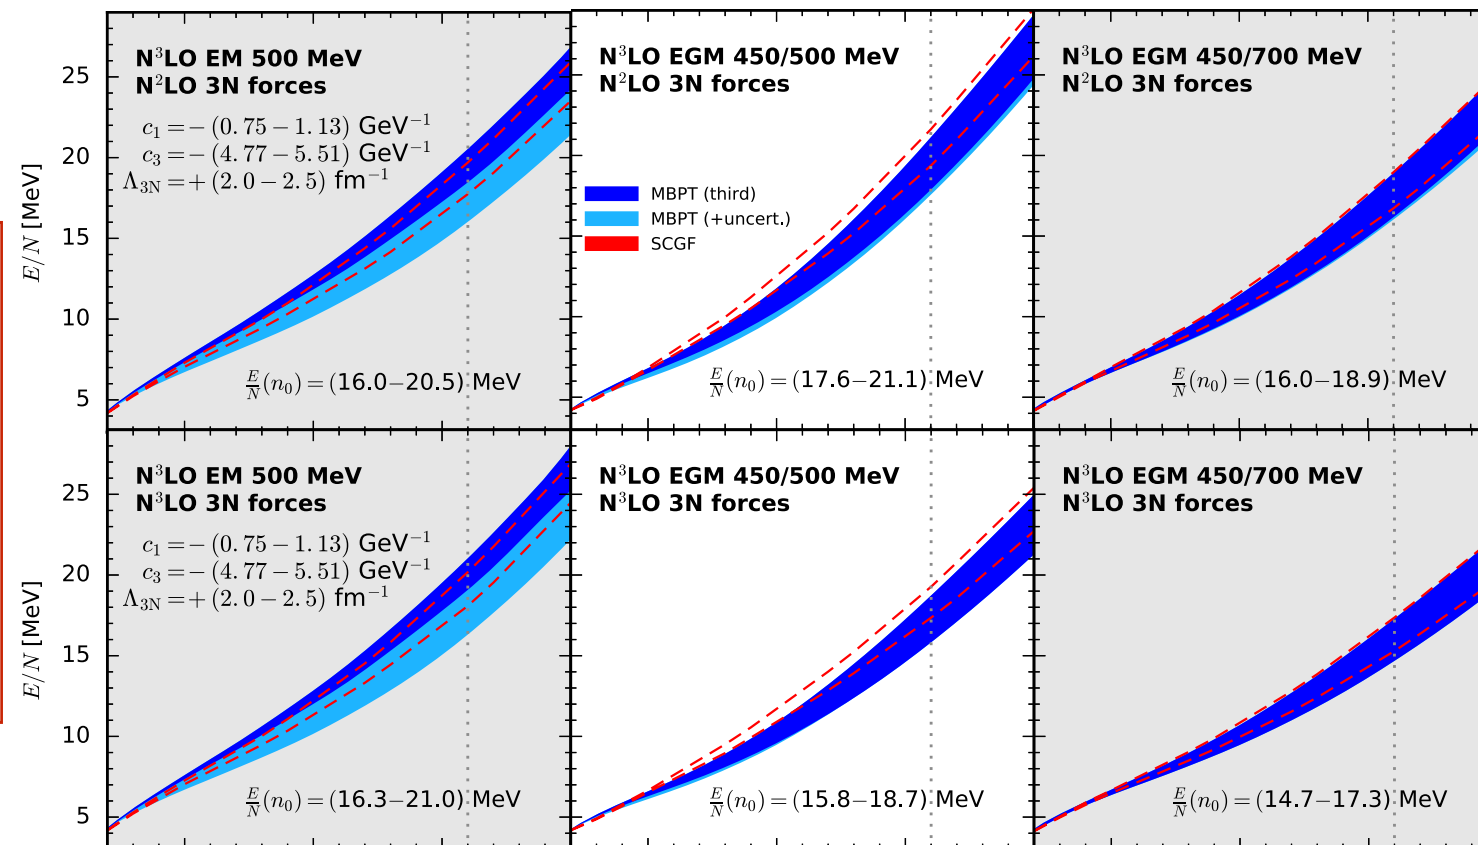 N³LO EM 500 MeV
N²LO 3N forces
c₁ = −(0.75 − 1.13) GeV⁻¹
c₃ = −(4.77 − 5.51) GeV⁻¹
Λ₃N = +(2.0 − 2.5) fm⁻¹
E/N (n₀) = (16.0−20.5) MeV
E/N [MeV]
25
20
15
10
5
N³LO EGM 450/500 MeV
N²LO 3N forces
MBPT (third)
MBPT (+uncert.)
SCGF
E/N (n₀) = (17.6−21.1) MeV
N³LO EGM 450/700 MeV
N²LO 3N forces
E/N (n₀) = (16.0−18.9) MeV
N³LO EM 500 MeV
N³LO 3N forces
c₁ = −(0.75 − 1.13) GeV⁻¹
c₃ = −(4.77 − 5.51) GeV⁻¹
Λ₃N = +(2.0 − 2.5) fm⁻¹
E/N (n₀) = (16.3−21.0) MeV
E/N [MeV]
25
20
15
10
5
N³LO EGM 450/500 MeV
N³LO 3N forces
E/N (n₀) = (15.8−18.7) MeV
N³LO EGM 450/700 MeV
N³LO 3N forces
E/N (n₀) = (14.7−17.3) MeV